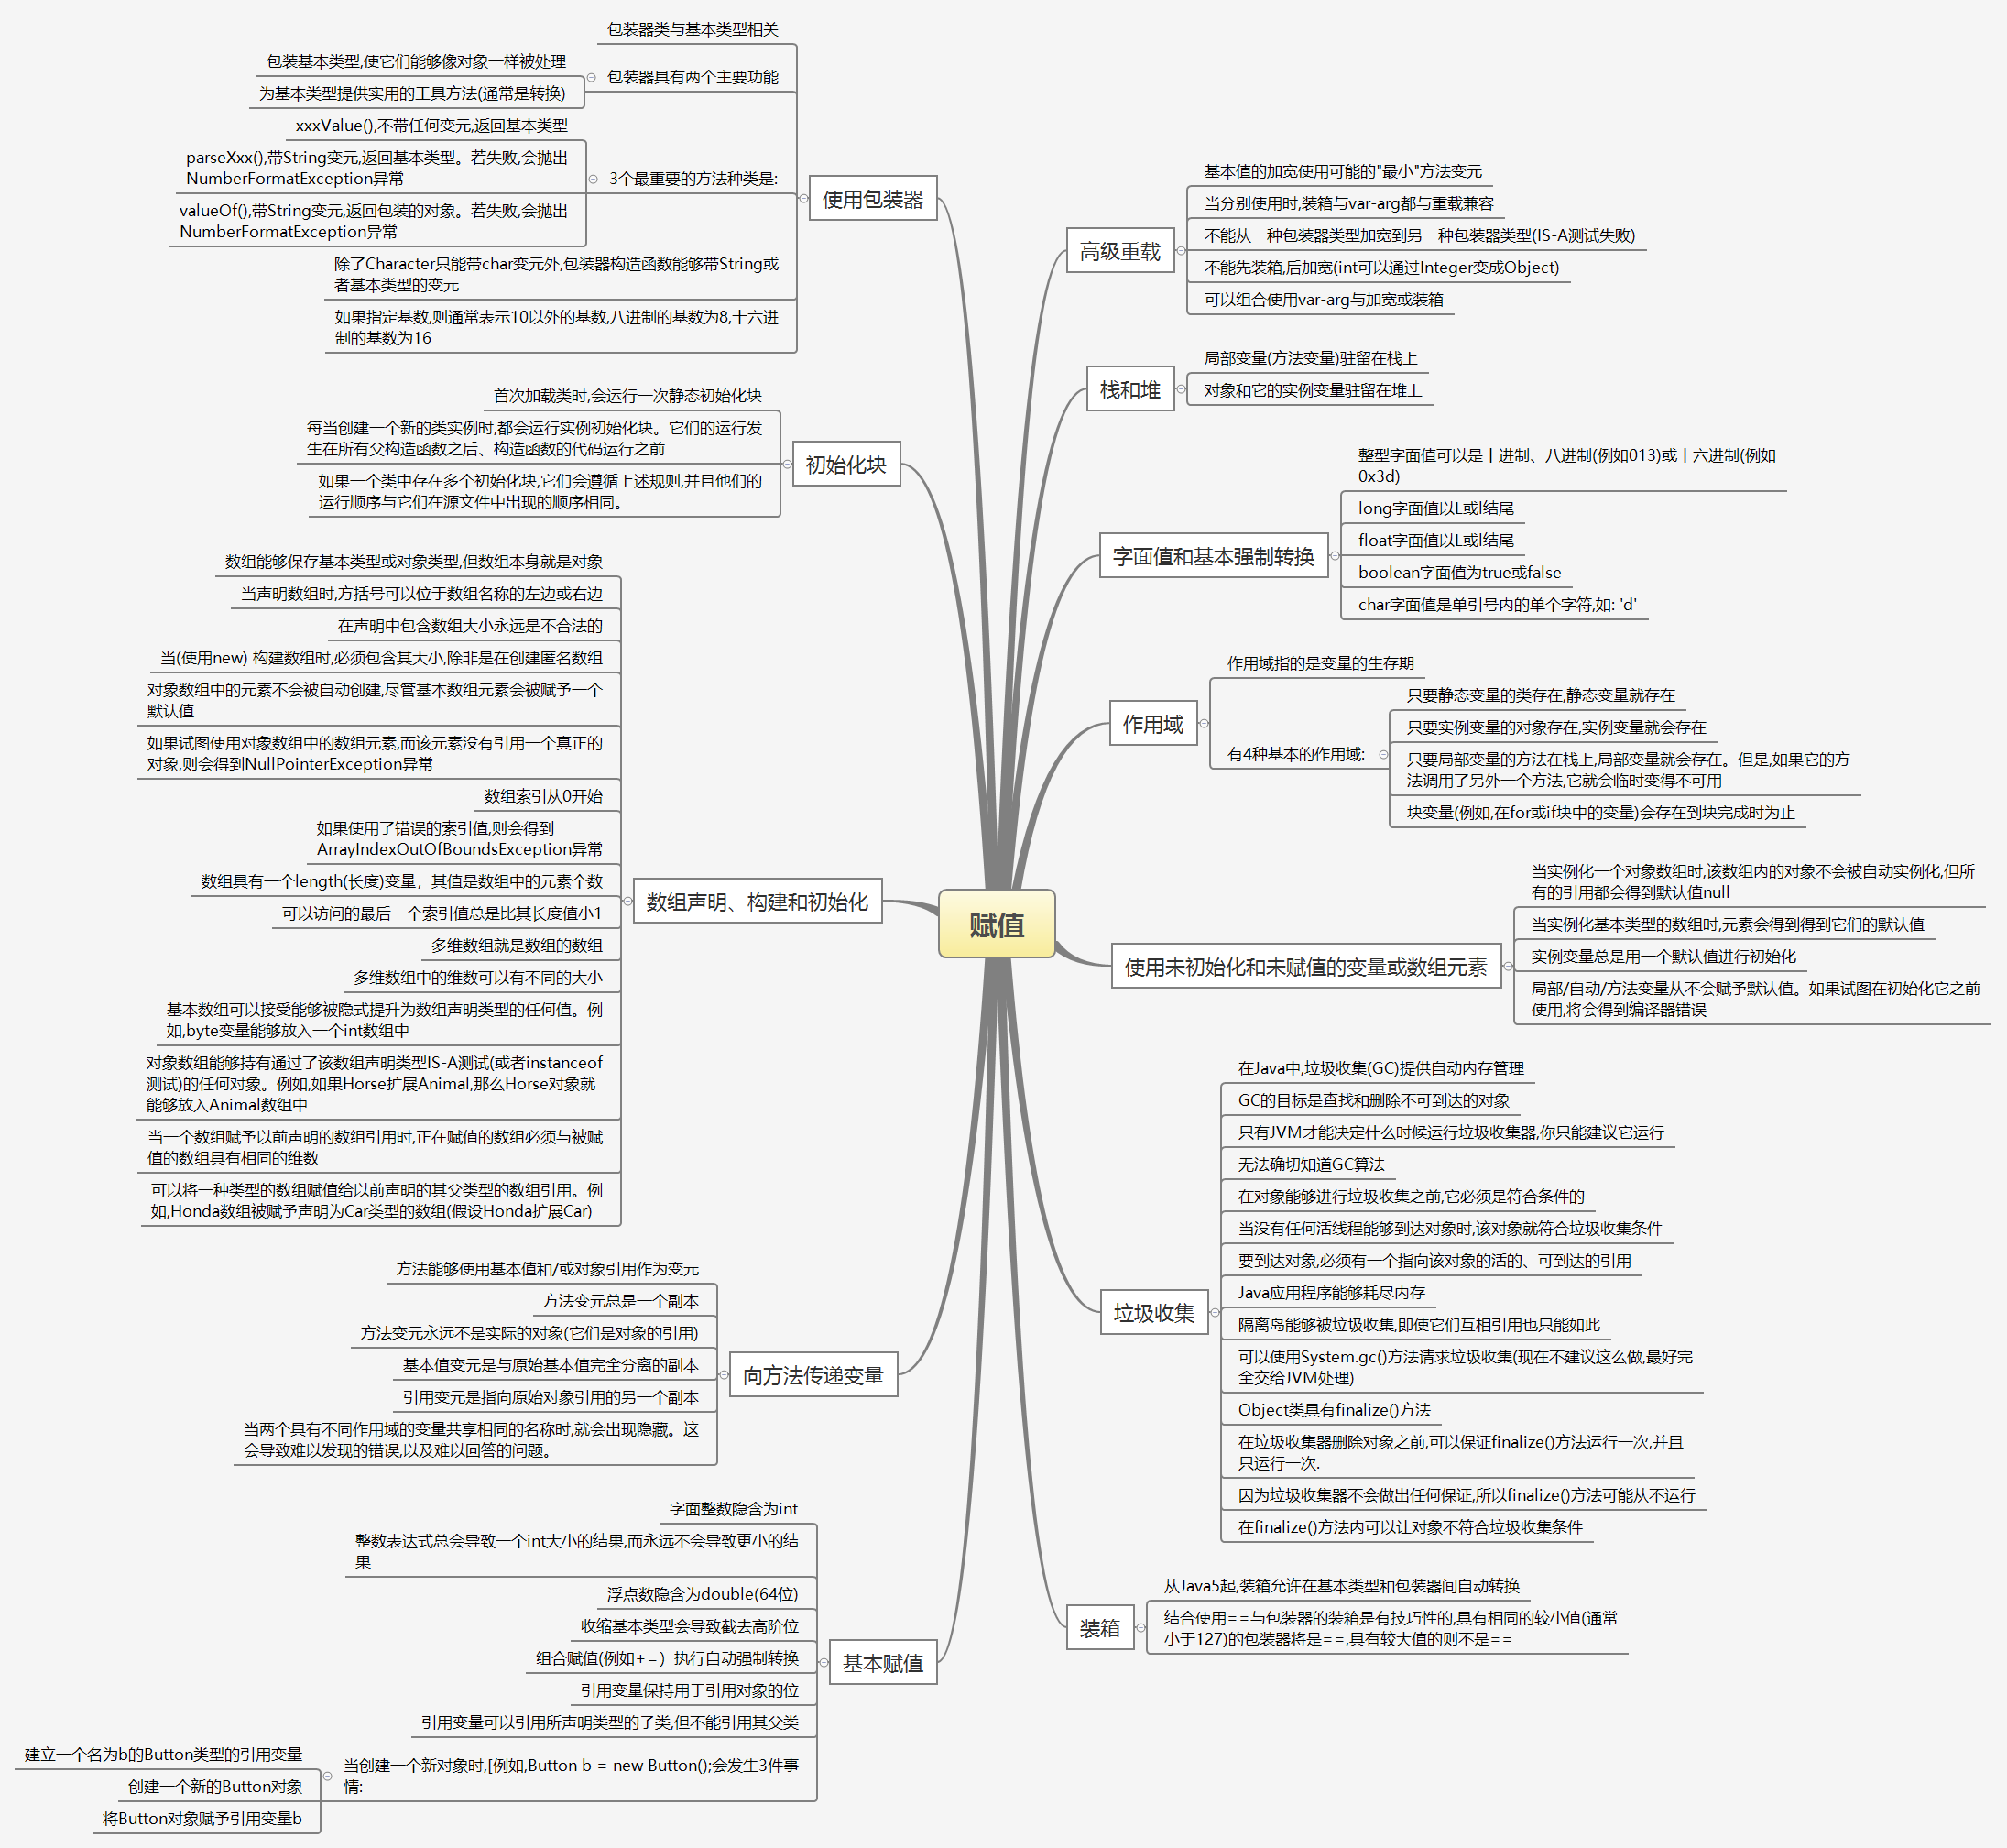 赋值
使用包装器
包装器类与基本类型相关
包装器具有两个主要功能
包装基本类型,使它们能够像对象一样被处理
为基本类型提供实用的工具方法(通常是转换)
3个最重要的方法种类是:
xxxValue(),不带任何变元,返回基本类型
parseXxx(),带String变元,返回基本类型。若失败,会抛出
NumberFormatException异常
valueOf(),带String变元,返回包装的对象。若失败,会抛出
NumberFormatException异常
除了Character只能带char变元外,包装器构造函数能够带String或
者基本类型的变元
如果指定基数,则通常表示10以外的基数,八进制的基数为8,十六进
制的基数为16
初始化块
首次加载类时,会运行一次静态初始化块
每当创建一个新的类实例时,都会运行实例初始化块。它们的运行发
生在所有父构造函数之后、构造函数的代码运行之前
如果一个类中存在多个初始化块,它们会遵循上述规则,并且他们的
运行顺序与它们在源文件中出现的顺序相同。
数组声明、构建和初始化
数组能够保存基本类型或对象类型,但数组本身就是对象
当声明数组时,方括号可以位于数组名称的左边或右边
在声明中包含数组大小永远是不合法的
当(使用new) 构建数组时,必须包含其大小,除非是在创建匿名数组
对象数组中的元素不会被自动创建,尽管基本数组元素会被赋予一个
默认值
如果试图使用对象数组中的数组元素,而该元素没有引用一个真正的
对象,则会得到NullPointerException异常
数组索引从0开始
如果使用了错误的索引值,则会得到
ArrayIndexOutOfBoundsException异常
数组具有一个length(长度)变量，其值是数组中的元素个数
可以访问的最后一个索引值总是比其长度值小1
多维数组就是数组的数组
多维数组中的维数可以有不同的大小
基本数组可以接受能够被隐式提升为数组声明类型的任何值。例
如,byte变量能够放入一个int数组中
对象数组能够持有通过了该数组声明类型IS-A测试(或者instanceof
测试)的任何对象。例如,如果Horse扩展Animal,那么Horse对象就
能够放入Animal数组中
当一个数组赋予以前声明的数组引用时,正在赋值的数组必须与被赋
值的数组具有相同的维数
可以将一种类型的数组赋值给以前声明的其父类型的数组引用。例
如,Honda数组被赋予声明为Car类型的数组(假设Honda扩展Car)
向方法传递变量
方法能够使用基本值和/或对象引用作为变元
方法变元总是一个副本
方法变元永远不是实际的对象(它们是对象的引用)
基本值变元是与原始基本值完全分离的副本
引用变元是指向原始对象引用的另一个副本
当两个具有不同作用域的变量共享相同的名称时,就会出现隐藏。这
会导致难以发现的错误,以及难以回答的问题。
基本赋值
字面整数隐含为int
整数表达式总会导致一个int大小的结果,而永远不会导致更小的结
果
浮点数隐含为double(64位)
收缩基本类型会导致截去高阶位
组合赋值(例如+=）执行自动强制转换
引用变量保持用于引用对象的位
引用变量可以引用所声明类型的子类,但不能引用其父类
当创建一个新对象时,[例如,Button b = new Button();会发生3件事
情:
建立一个名为b的Button类型的引用变量
创建一个新的Button对象
将Button对象赋予引用变量b
高级重载
基本值的加宽使用可能的"最小"方法变元
当分别使用时,装箱与var-arg都与重载兼容
不能从一种包装器类型加宽到另一种包装器类型(IS-A测试失败)
不能先装箱,后加宽(int可以通过Integer变成Object)
可以组合使用var-arg与加宽或装箱
栈和堆
局部变量(方法变量)驻留在栈上
对象和它的实例变量驻留在堆上
字面值和基本强制转换
整型字面值可以是十进制、八进制(例如013)或十六进制(例如
0x3d)
long字面值以L或l结尾
float字面值以L或l结尾
boolean字面值为true或false
char字面值是单引号内的单个字符,如: 'd'
作用域
作用域指的是变量的生存期
有4种基本的作用域:
只要静态变量的类存在,静态变量就存在
只要实例变量的对象存在,实例变量就会存在
只要局部变量的方法在栈上,局部变量就会存在。但是,如果它的方
法调用了另外一个方法,它就会临时变得不可用
块变量(例如,在for或if块中的变量)会存在到块完成时为止
使用未初始化和未赋值的变量或数组元素
当实例化一个对象数组时,该数组内的对象不会被自动实例化,但所
有的引用都会得到默认值null
当实例化基本类型的数组时,元素会得到得到它们的默认值
实例变量总是用一个默认值进行初始化
局部/自动/方法变量从不会赋予默认值。如果试图在初始化它之前
使用,将会得到编译器错误
垃圾收集
在Java中,垃圾收集(GC)提供自动内存管理
GC的目标是查找和删除不可到达的对象
只有JVM才能决定什么时候运行垃圾收集器,你只能建议它运行
无法确切知道GC算法
在对象能够进行垃圾收集之前,它必须是符合条件的
当没有任何活线程能够到达对象时,该对象就符合垃圾收集条件
要到达对象,必须有一个指向该对象的活的、可到达的引用
Java应用程序能够耗尽内存
隔离岛能够被垃圾收集,即使它们互相引用也只能如此
可以使用System.gc()方法请求垃圾收集(现在不建议这么做,最好完
全交给JVM处理)
Object类具有finalize()方法
在垃圾收集器删除对象之前,可以保证finalize()方法运行一次,并且
只运行一次.
因为垃圾收集器不会做出任何保证,所以finalize()方法可能从不运行
在finalize()方法内可以让对象不符合垃圾收集条件
装箱
从Java5起,装箱允许在基本类型和包装器间自动转换
结合使用==与包装器的装箱是有技巧性的,具有相同的较小值(通常
小于127)的包装器将是==,具有较大值的则不是==